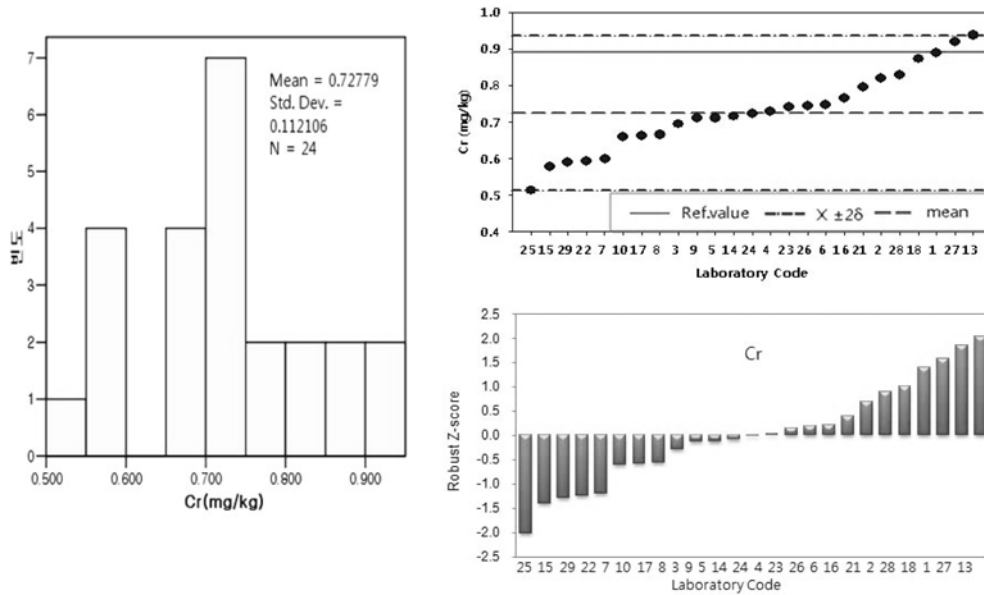 7
6
5
4
3
2
1
0
빈도
Mean = 0.72779
Std. Dev. =
0.112106
N = 24
0.500 0.600 0.700 0.800 0.900
Cr(mg/kg)
1.0
0.9
0.8
0.7
0.6
0.5
0.4
Cr (mg/kg)
Ref.value X ±2δ mean
25 15 29 22 7 10 17 8 3 9 5 14 24 4 23 26 6 16 21 2 28 18 1 27 13
Laboratory Code
2.5
2.0
1.5
1.0
0.5
0.0
-0.5
-1.0
-1.5
-2.0
-2.5
Robust Z-score
Cr
25 15 29 22 7 10 17 8 3 9 5 14 24 4 23 26 6 16 21 2 28 18 1 27 13
Laboratory Code